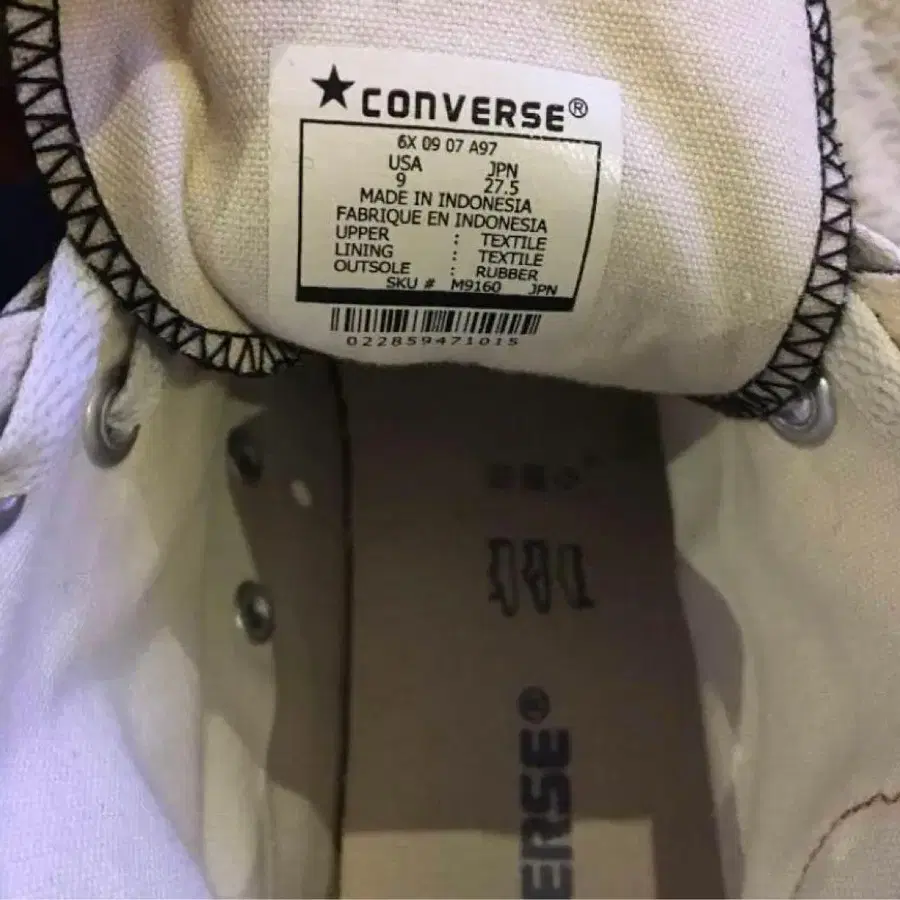 ★ CONVERSE®
6X 09 07 A97
USA JPN
9 27.5
MADE IN INDONESIA
FABRIQUE EN INDONESIA
UPPER : TEXTILE
LINING : TEXTILE
OUTSOLE : RUBBER
SKU # M9160 JPN
022859471015
ERSE®